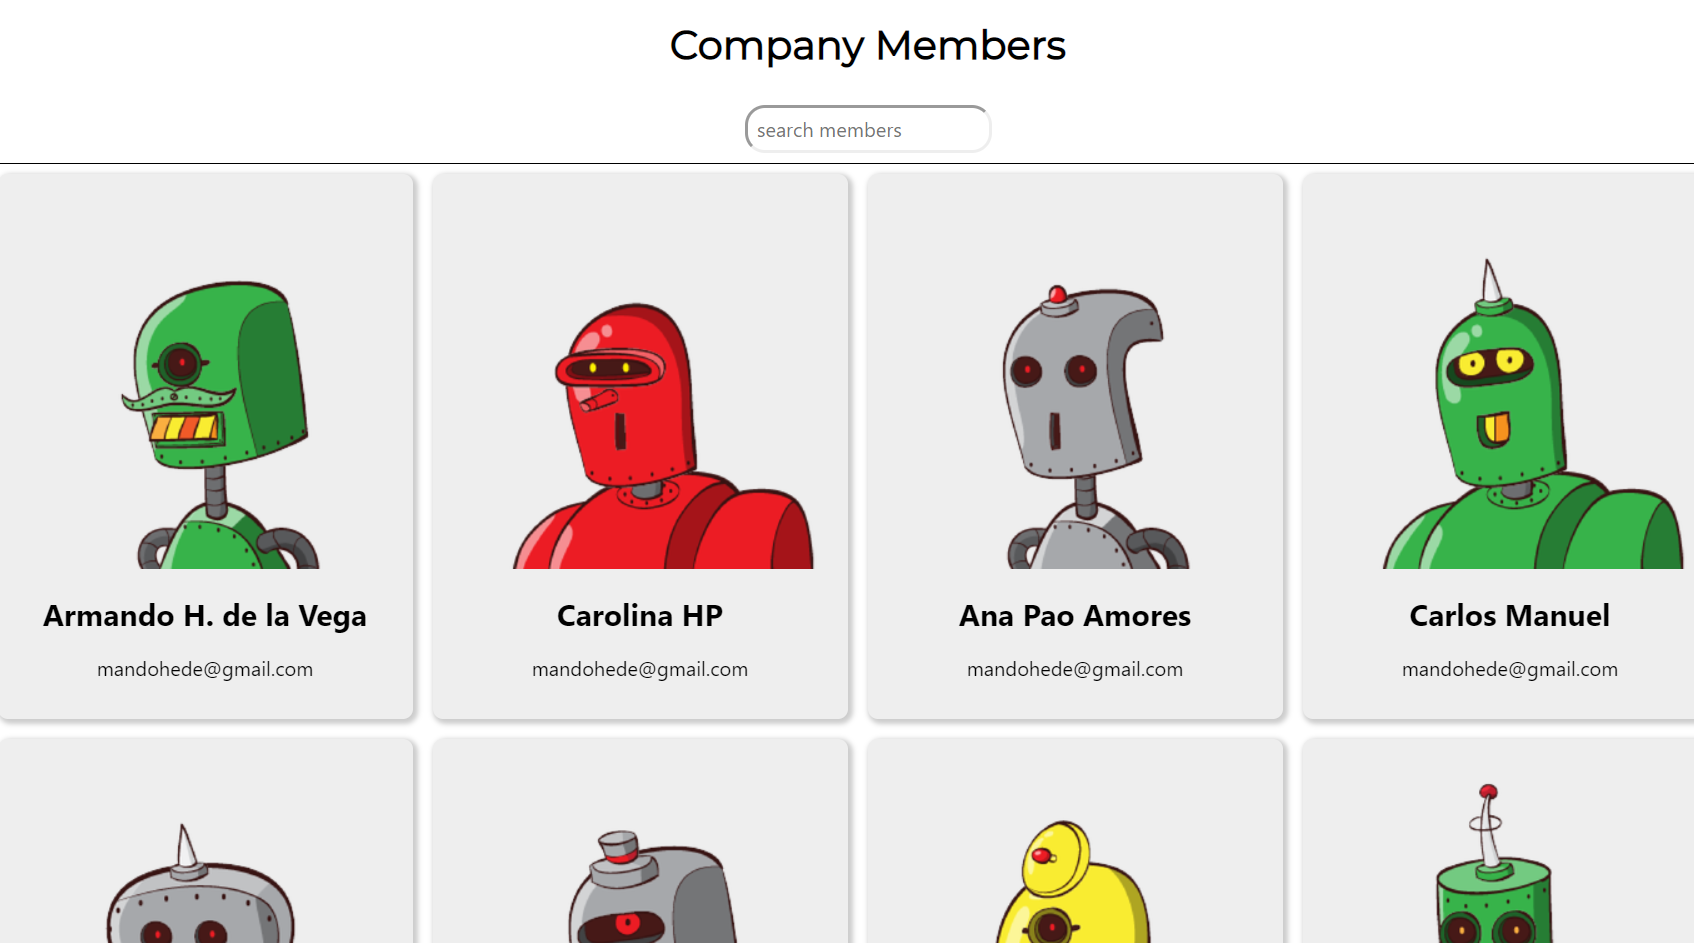 Company Members
search members
Armando H. de la Vega
mandohede@gmail.com
Carolina HP
mandohede@gmail.com
Ana Pao Amores
mandohede@gmail.com
Carlos Manuel
mandohede@gmail.com